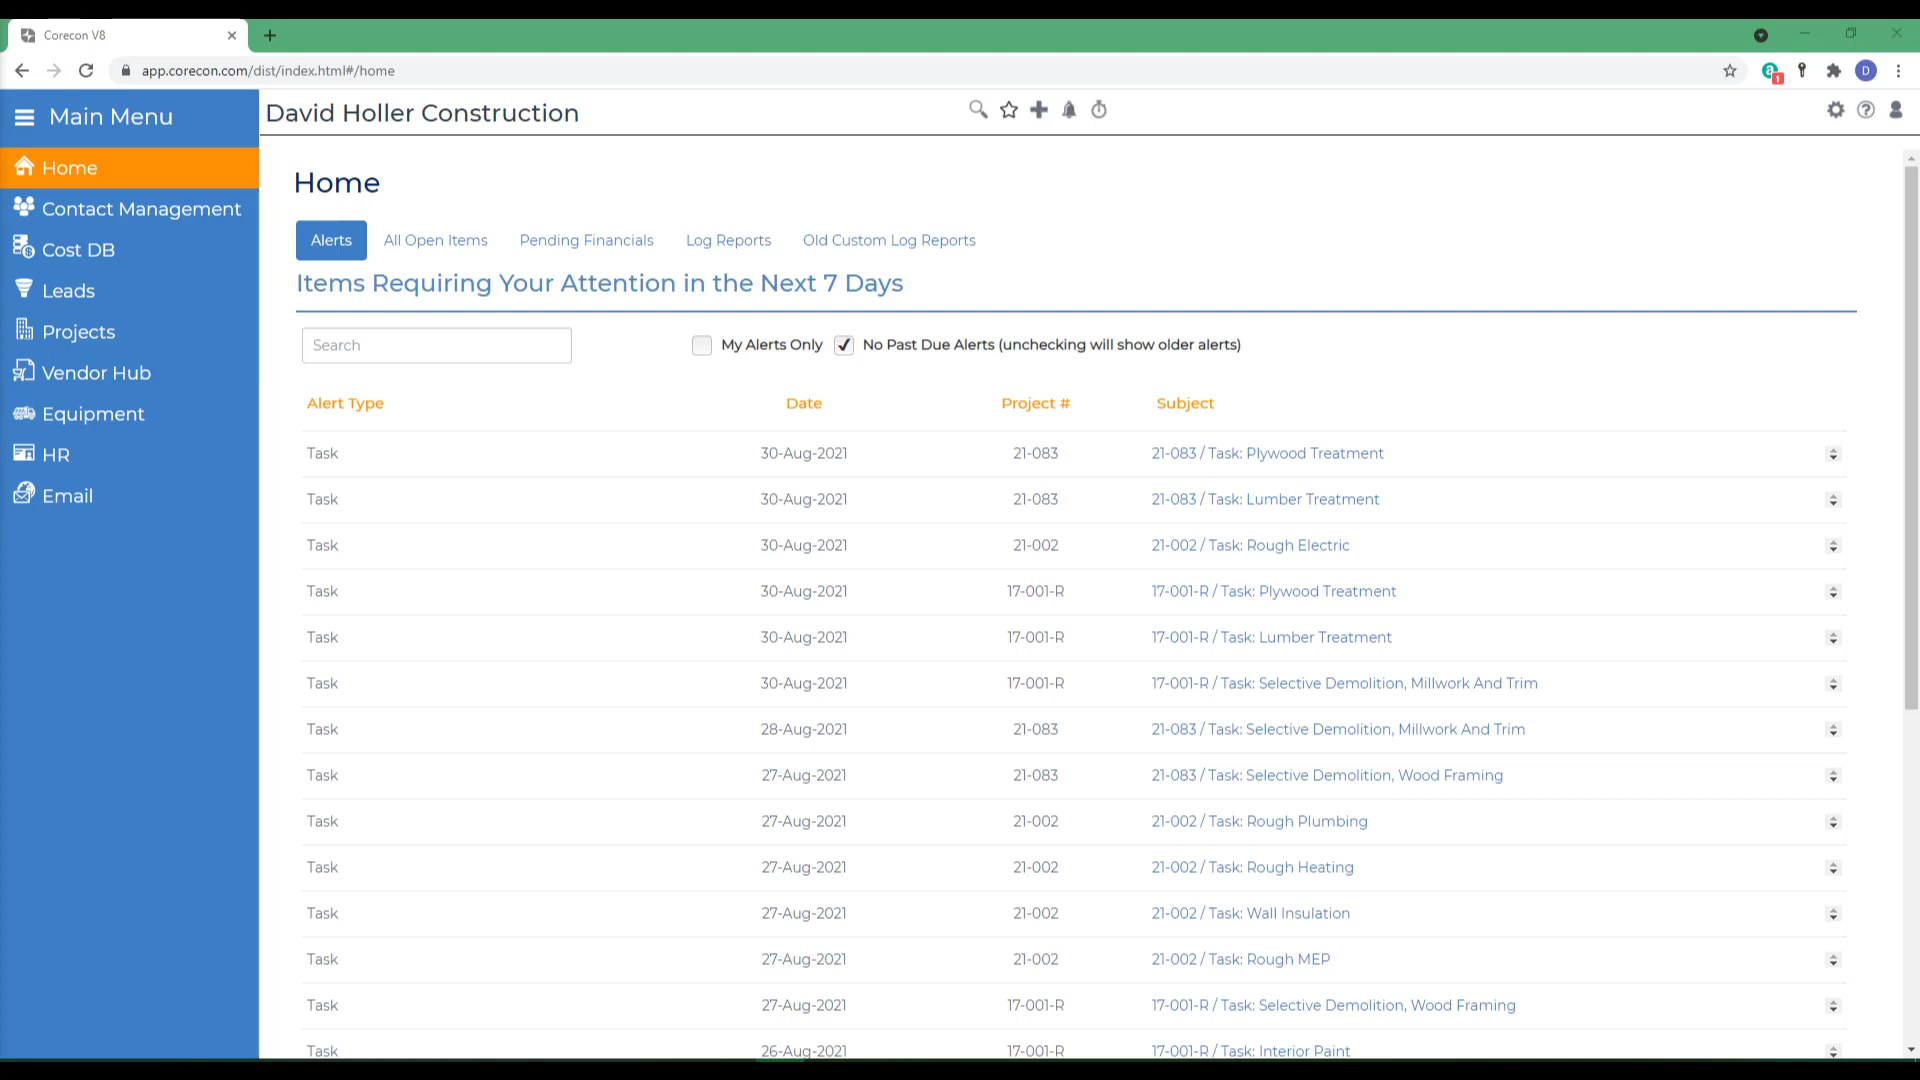 Corecon V8
app.corecon.com/dist/index.html#/home
D
1
Main Menu
David Holler Construction
Home
Contact Management
Cost DB
Leads
Projects
Vendor Hub
Equipment
HR
Email
Home
Alerts All Open Items Pending Financials Log Reports Old Custom Log Reports
Items Requiring Your Attention in the Next 7 Days
Search My Alerts Only No Past Due Alerts (unchecking will show older alerts)
Alert Type Date Project # Subject
Task 30-Aug-2021 21-083 21-083 / Task: Plywood Treatment
Task 30-Aug-2021 21-083 21-083 / Task: Lumber Treatment
Task 30-Aug-2021 21-002 21-002 / Task: Rough Electric
Task 30-Aug-2021 17-001-R 17-001-R / Task: Plywood Treatment
Task 30-Aug-2021 17-001-R 17-001-R / Task: Lumber Treatment
Task 30-Aug-2021 17-001-R 17-001-R / Task: Selective Demolition, Millwork And Trim
Task 28-Aug-2021 21-083 21-083 / Task: Selective Demolition, Millwork And Trim
Task 27-Aug-2021 21-083 21-083 / Task: Selective Demolition, Wood Framing
Task 27-Aug-2021 21-002 21-002 / Task: Rough Plumbing
Task 27-Aug-2021 21-002 21-002 / Task: Rough Heating
Task 27-Aug-2021 21-002 21-002 / Task: Wall Insulation
Task 27-Aug-2021 21-002 21-002 / Task: Rough MEP
Task 27-Aug-2021 17-001-R 17-001-R / Task: Selective Demolition, Wood Framing
Task 26-Aug-2021 17-001-R 17-001-R / Task: Interior Paint